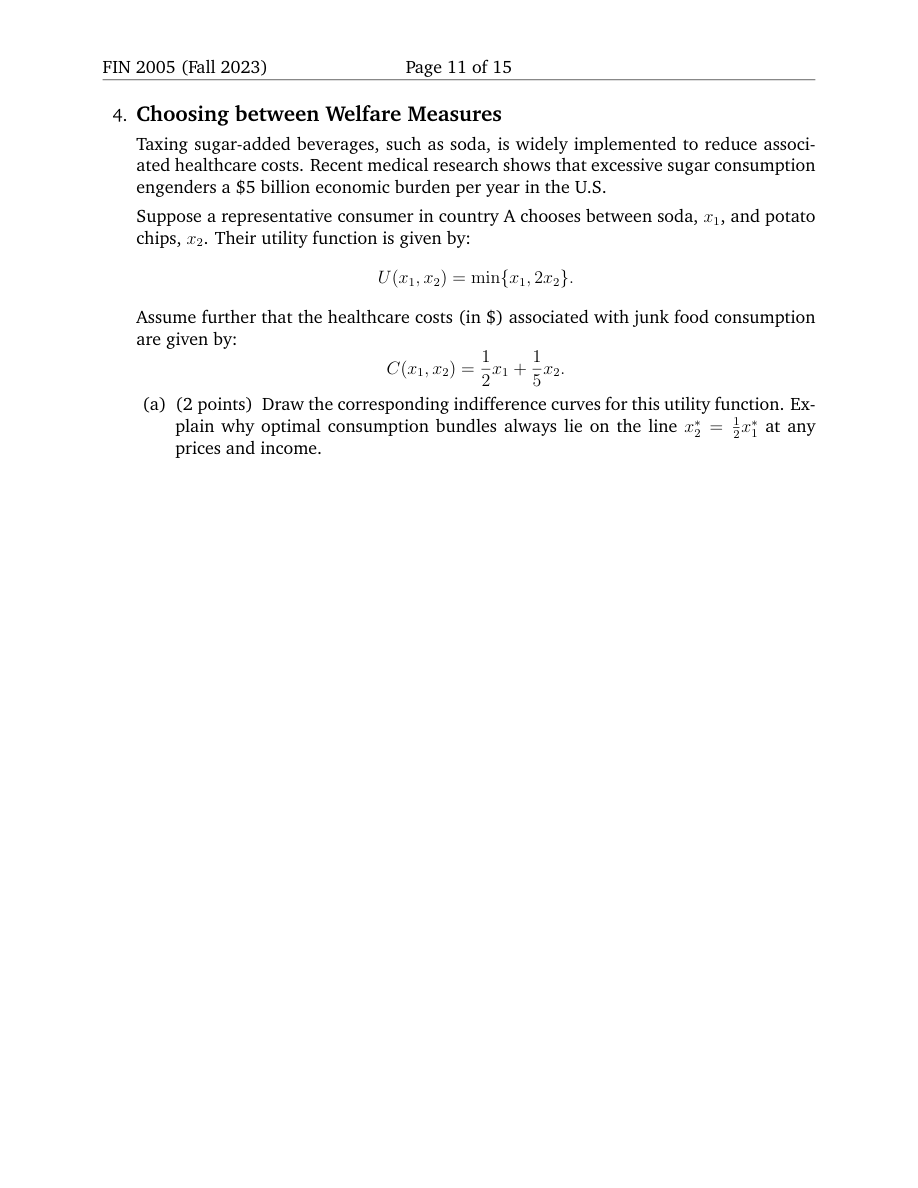 FIN 2005 (Fall 2023) Page 11 of 15
4. Choosing between Welfare Measures
Taxing sugar-added beverages, such as soda, is widely implemented to reduce associ-
ated healthcare costs. Recent medical research shows that excessive sugar consumption
engenders a $5 billion economic burden per year in the U.S.
Suppose a representative consumer in country A chooses between soda, x₁, and potato
chips, x₂. Their utility function is given by:
U(x₁, x₂) = min{x₁, 2x₂}.
Assume further that the healthcare costs (in $) associated with junk food consumption
are given by:
C(x₁, x₂) = 1/2 x₁ + 1/5 x₂.
(a) (2 points) Draw the corresponding indifference curves for this utility function. Ex-
plain why optimal consumption bundles always lie on the line x₂* = 1/2 x₁* at any
prices and income.